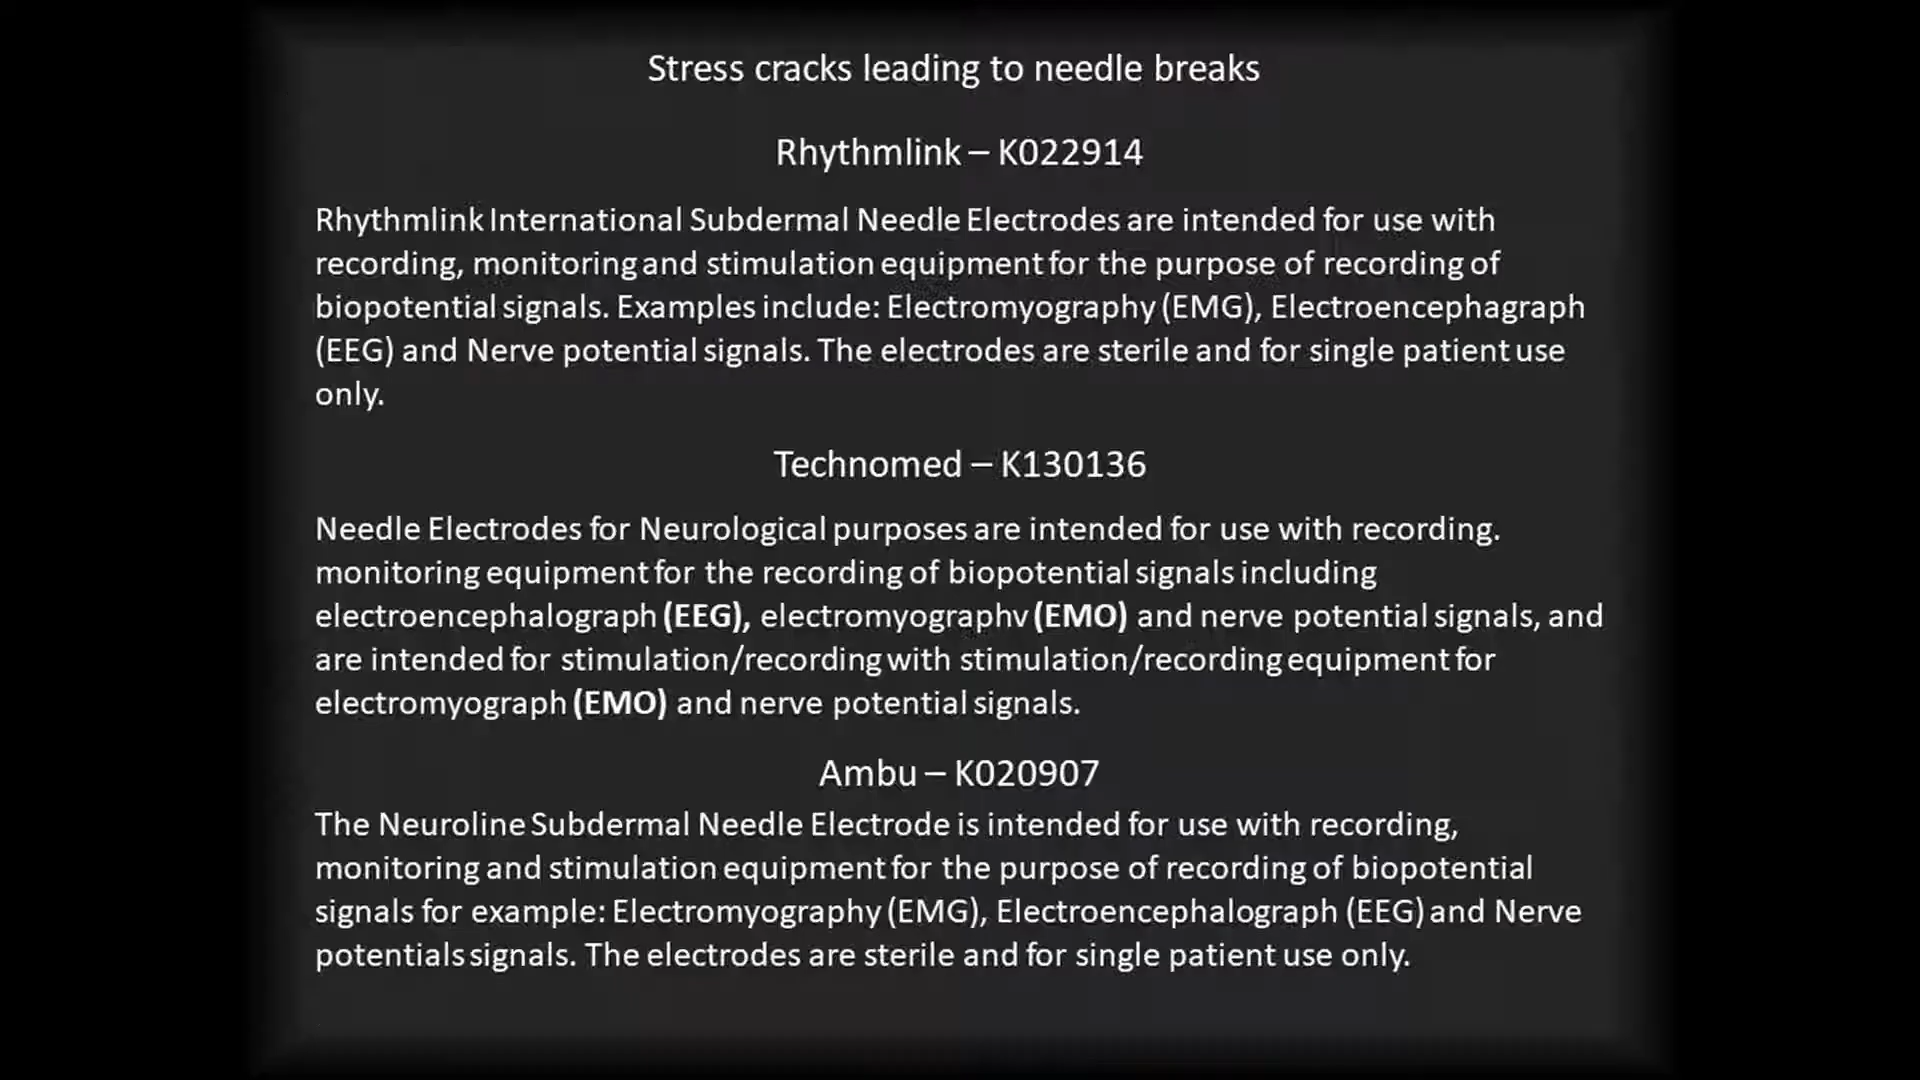 Stress cracks leading to needle breaks
Rhythmlink – K022914
Rhythmlink International Subdermal Needle Electrodes are intended for use with
recording, monitoring and stimulation equipment for the purpose of recording of
biopotential signals. Examples include: Electromyography (EMG), Electroencephagraph
(EEG) and Nerve potential signals. The electrodes are sterile and for single patient use
only.
Technomed – K130136
Needle Electrodes for Neurological purposes are intended for use with recording.
monitoring equipment for the recording of biopotential signals including
electroencephalograph (EEG), electromyographv (EMO) and nerve potential signals, and
are intended for stimulation/recording with stimulation/recording equipment for
electromyograph (EMO) and nerve potential signals.
Ambu – K020907
The Neuroline Subdermal Needle Electrode is intended for use with recording,
monitoring and stimulation equipment for the purpose of recording of biopotential
signals for example: Electromyography (EMG), Electroencephalograph (EEG) and Nerve
potentials signals. The electrodes are sterile and for single patient use only.